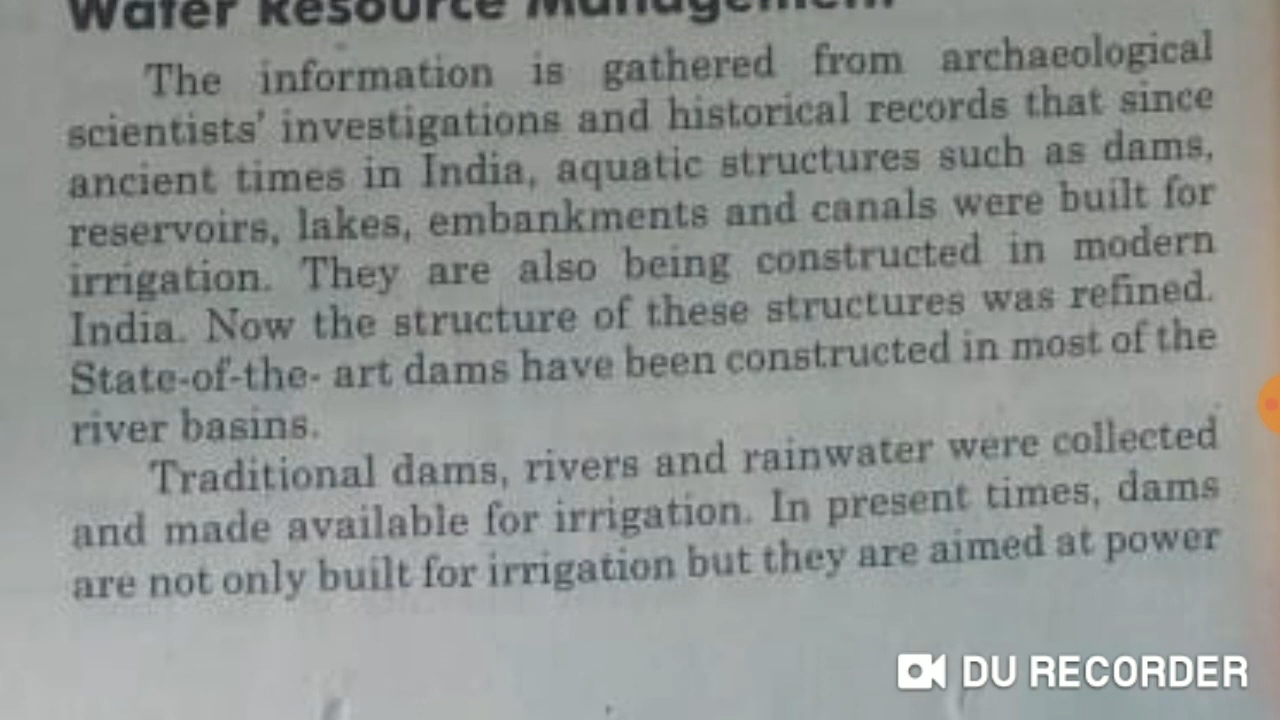 Water Resource Management
The information is gathered from archaeological
scientists' investigations and historical records that since
ancient times in India, aquatic structures such as dams,
reservoirs, lakes, embankments and canals were built for
irrigation. They are also being constructed in modern
India. Now the structure of these structures was refined.
State-of-the- art dams have been constructed in most of the
river basins.
Traditional dams, rivers and rainwater were collected
and made available for irrigation. In present times, dams
are not only built for irrigation but they are aimed at power
DU RECORDER